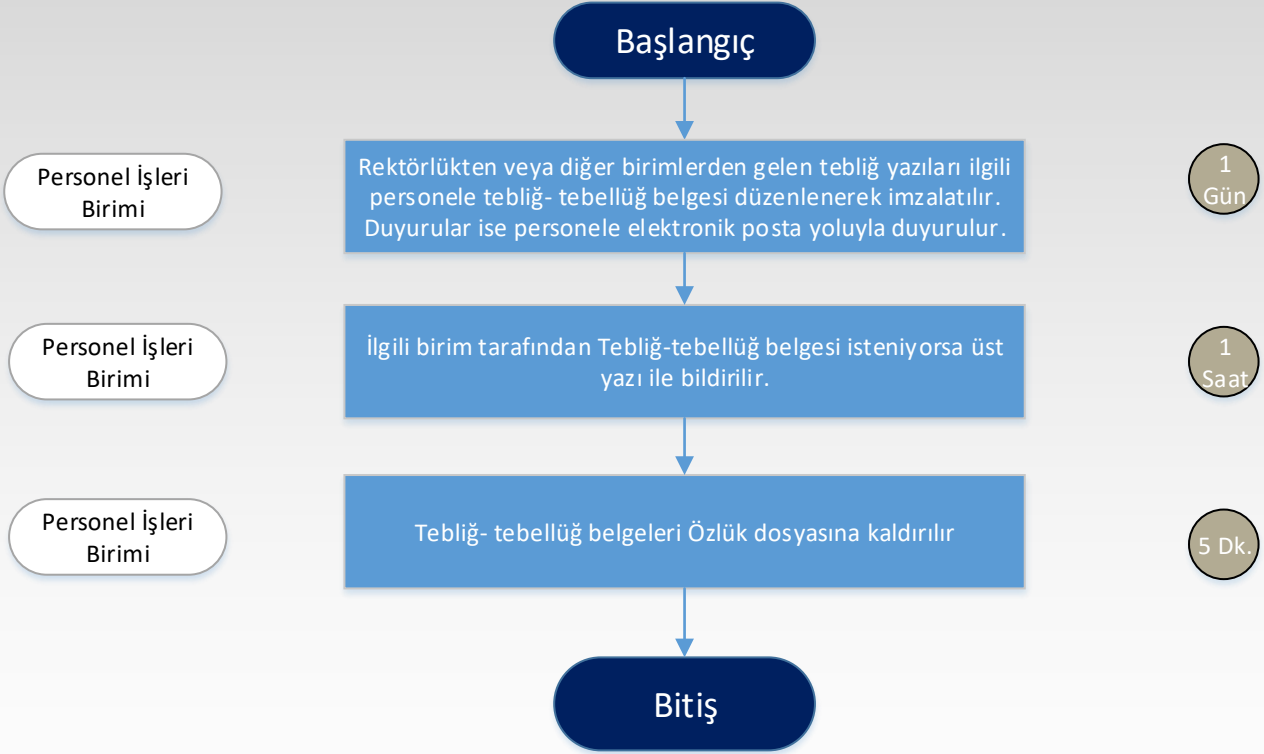 Başlangıç
Personel İşleri
Birimi
Rektörlükten veya diğer birimlerden gelen tebliğ yazıları ilgili
personele tebliğ- tebellüğ belgesi düzenlenerek imzalatılır.
Duyurular ise personele elektronik posta yoluyla duyurulur.
1
Gün
Personel İşleri
Birimi
İlgili birim tarafından Tebliğ-tebellüğ belgesi isteniyorsa üst
yazı ile bildirilir.
1
Saat
Personel İşleri
Birimi
Tebliğ- tebellüğ belgeleri Özlük dosyasına kaldırılır
5 Dk.
Bitiş